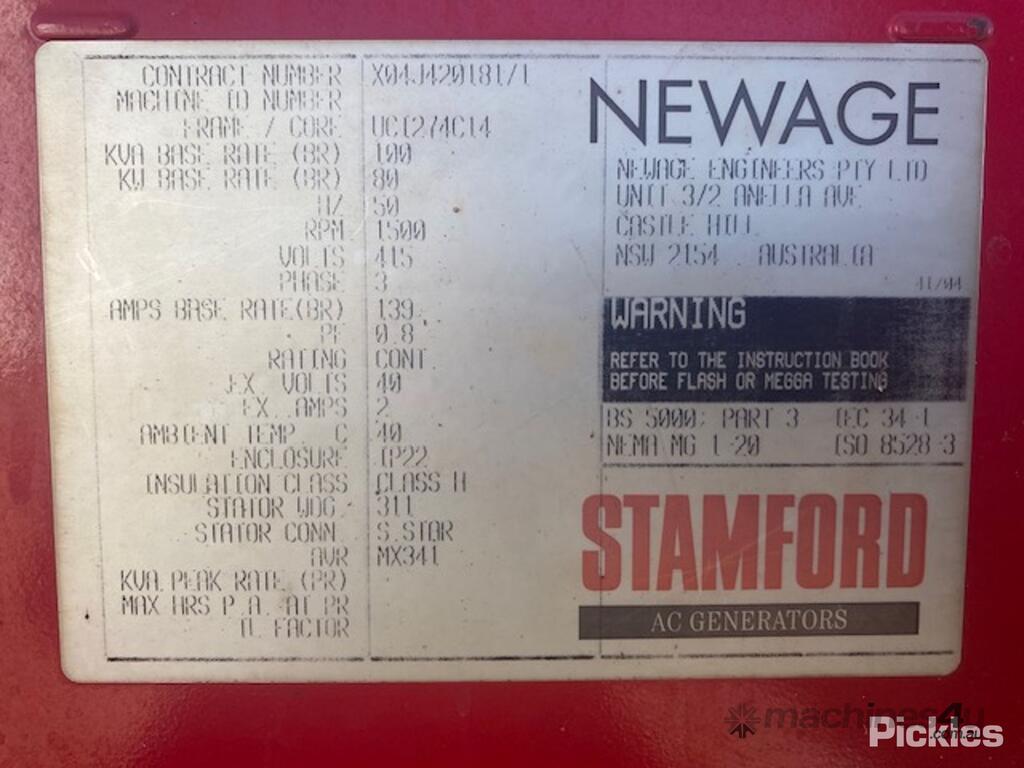 CONTRACT NUMBER X04J420181/1
MACHINE ID NUMBER
FRAME / CORE UCI274C14
KVA BASE RATE (BR) 100
KW BASE RATE (BR) 80
HZ 50
RPM 1500
VOLTS 415
PHASE 3
AMPS BASE RATE(BR) 139
PF 0.8
RATING CONT.
EX. VOLTS 40
EX. AMPS 2
AMBIENT TEMP. C 40
ENCLOSURE IP22
INSULATION CLASS CLASS H
STATOR WDG. 311
STATOR CONN. S.STAR
AVR MX341
KVA PEAK RATE (PR)
MAX HRS P.A. AT PR
TL FACTOR
NEWAGE
NEWAGE ENGINEERS PTY LTD
UNIT 3/2 ANELLA AVE
CASTLE HILL
NSW 2154 . AUSTRALIA
41/04
WARNING
REFER TO THE INSTRUCTION BOOK
BEFORE FLASH OR MEGGA TESTING
BS 5000: PART 3 IEC 34-1
NEMA MG 1-20 ISO 8528-3
STAMFORD
AC GENERATORS
machines4u
.com.au
Pickles